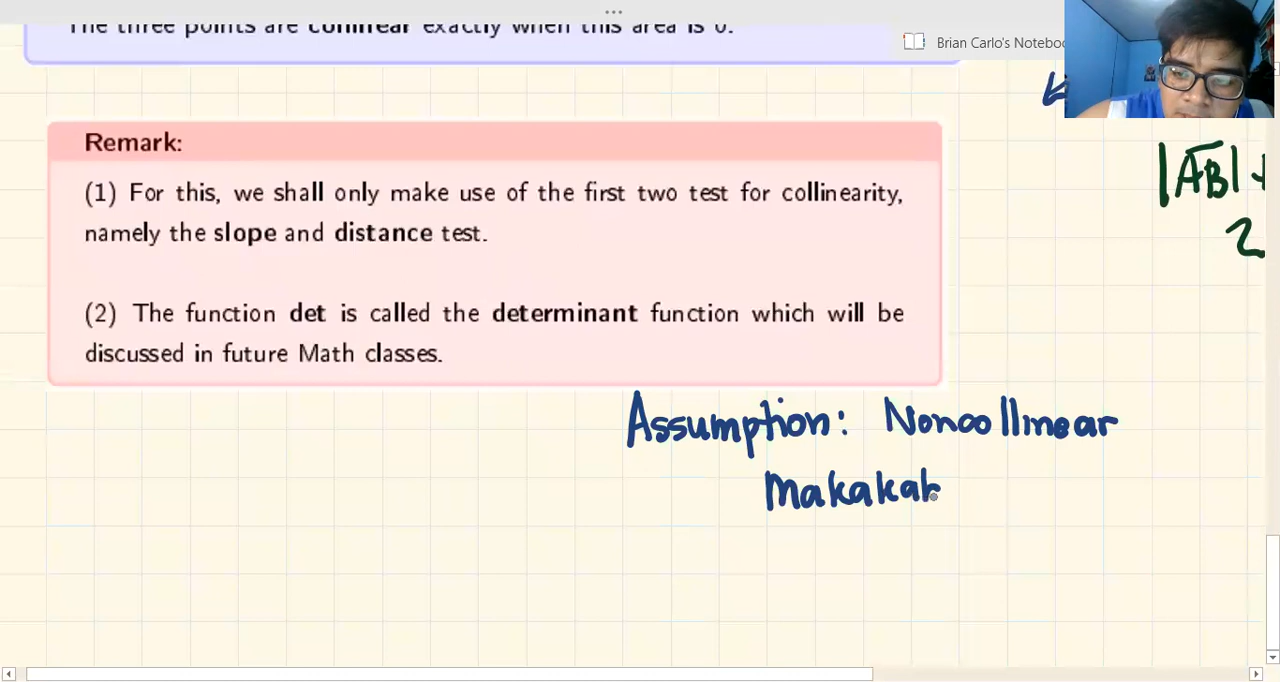 The three points are collinear exactly when this area is 0.
Brian Carlo's Noteboo
Remark:
(1) For this, we shall only make use of the first two test for collinearity,
namely the slope and distance test.
(2) The function det is called the determinant function which will be
discussed in future Math classes.
|AB| +
2
Assumption: Noncollinear
Makakak